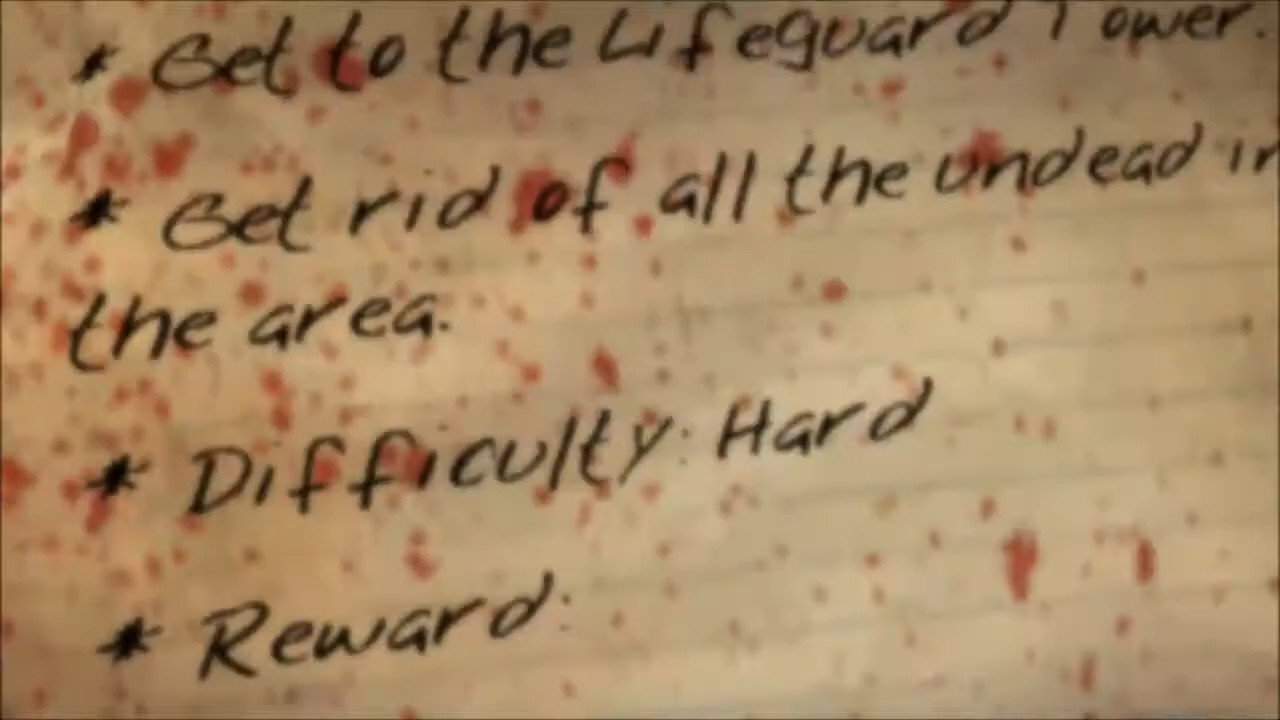 * Get to the Lifeguard Tower.
* Get rid of all the undead in
the area.
* Difficulty: Hard
* Reward: